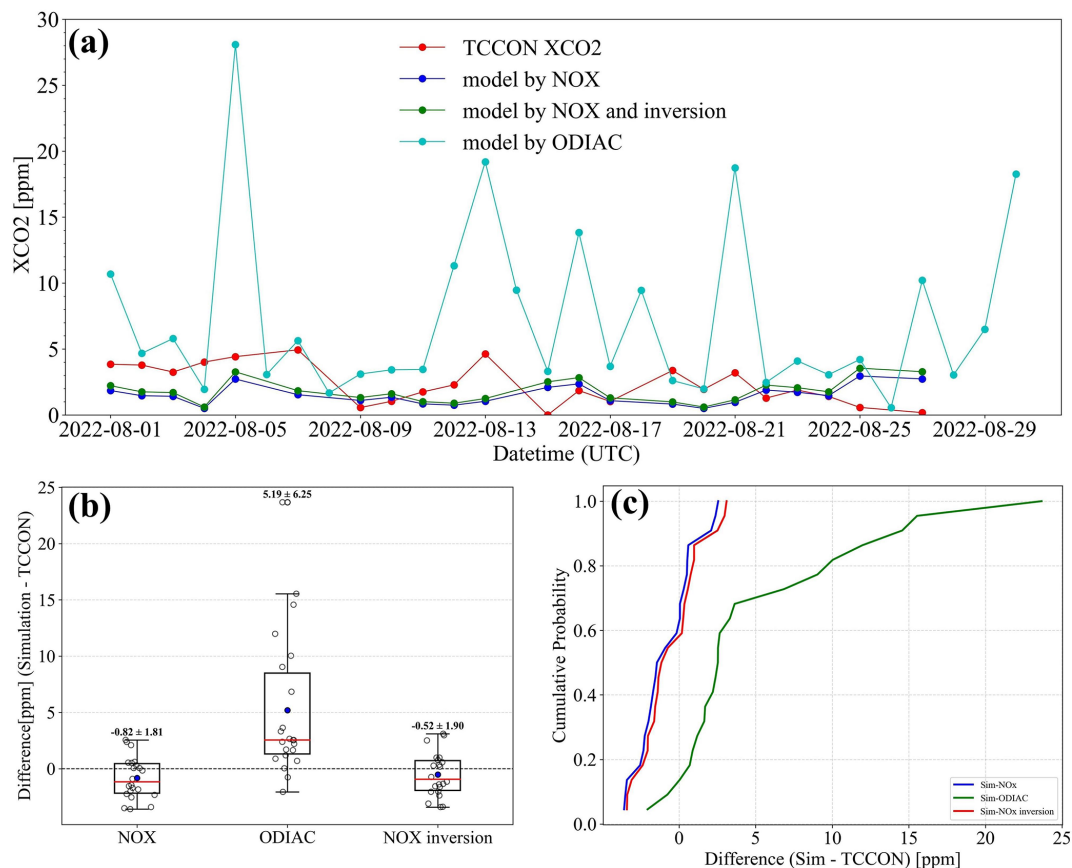 (a)
TCCON XCO2
model by NOX
model by NOX and inversion
model by ODIAC
XCO2 [ppm]
30
25
20
15
10
5
0
2022-08-01 2022-08-05 2022-08-09 2022-08-13 2022-08-17 2022-08-21 2022-08-25 2022-08-29
Datetime (UTC)
(b)
Difference[ppm] (Simulation - TCCON)
25
20
15
10
5
0
5.19 ± 6.25
-0.82 ± 1.81
-0.52 ± 1.90
NOX ODIAC NOX inversion
(c)
Cumulative Probability
1.0
0.8
0.6
0.4
0.2
0.0
Sim-NOx
Sim-ODIAC
Sim-NOx inversion
0 5 10 15 20 25
Difference (Sim - TCCON) [ppm]